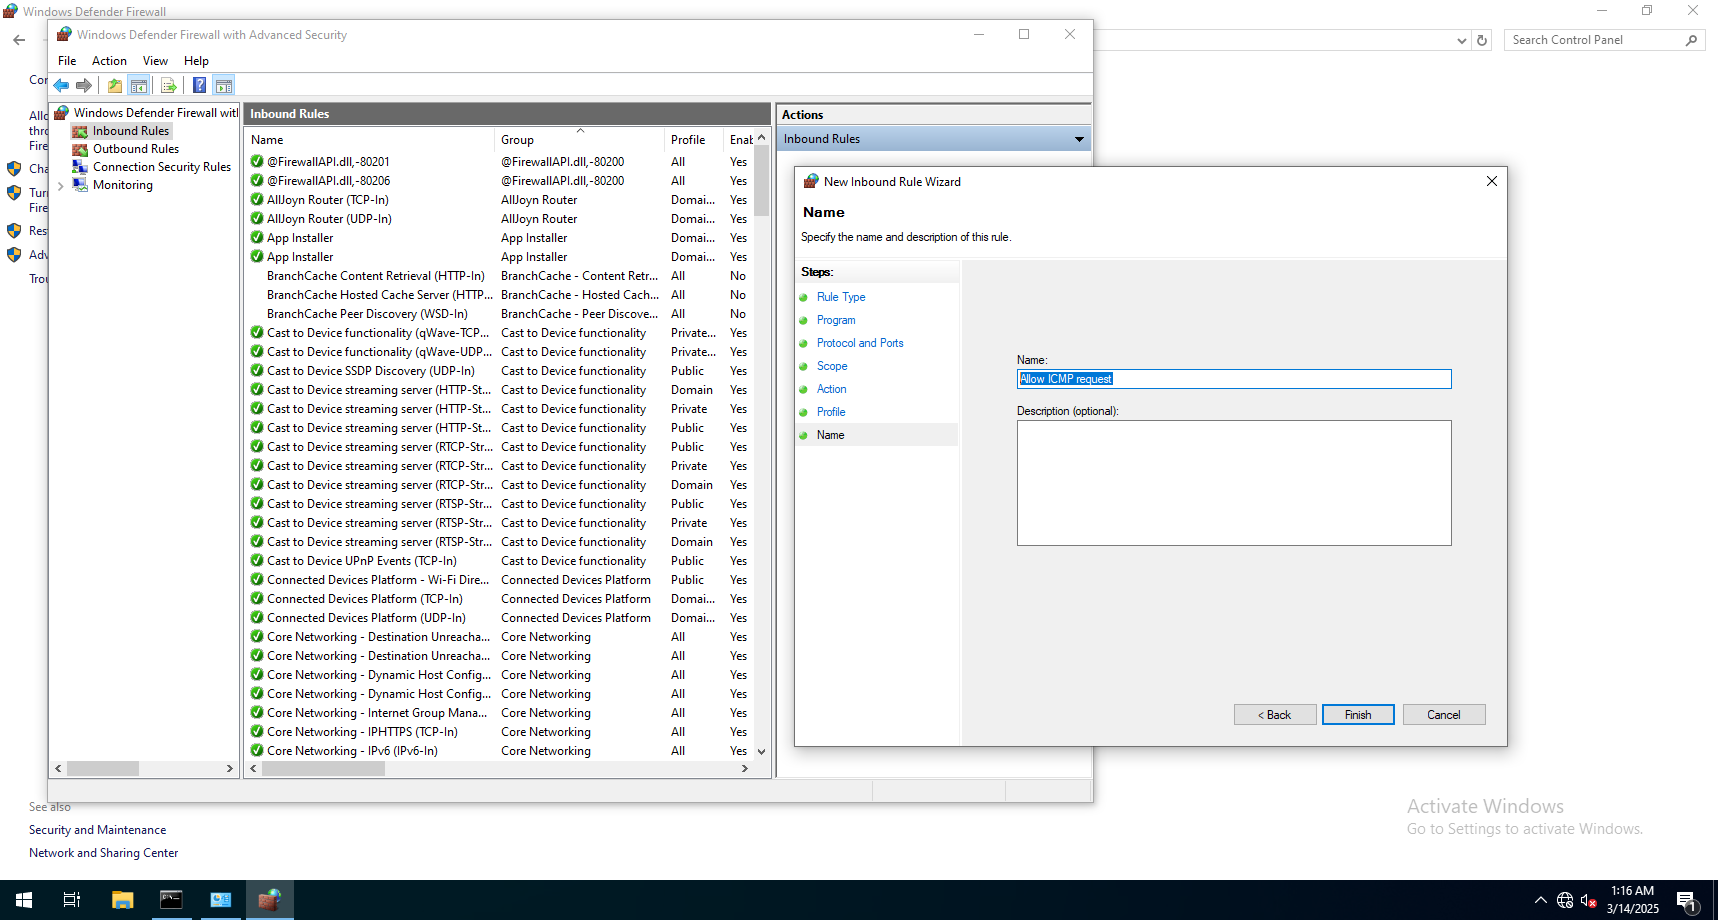 Windows Defender Firewall
Search Control Panel
Windows Defender Firewall with Advanced Security
File Action View Help
Windows Defender Firewall with
Inbound Rules
Outbound Rules
Connection Security Rules
Monitoring
Inbound Rules
Name Group Profile Enab
@FirewallAPI.dll,-80201 @FirewallAPI.dll,-80200 All Yes
@FirewallAPI.dll,-80206 @FirewallAPI.dll,-80200 All Yes
AllJoyn Router (TCP-In) AllJoyn Router Domai... Yes
AllJoyn Router (UDP-In) AllJoyn Router Domai... Yes
App Installer App Installer Domai... Yes
App Installer App Installer Domai... Yes
BranchCache Content Retrieval (HTTP-In) BranchCache - Content Retr... All No
BranchCache Hosted Cache Server (HTTP... BranchCache - Hosted Cach... All No
BranchCache Peer Discovery (WSD-In) BranchCache - Peer Discove... All No
Cast to Device functionality (qWave-TCP... Cast to Device functionality Private... Yes
Cast to Device functionality (qWave-UDP... Cast to Device functionality Private... Yes
Cast to Device SSDP Discovery (UDP-In) Cast to Device functionality Public Yes
Cast to Device streaming server (HTTP-St... Cast to Device functionality Domain Yes
Cast to Device streaming server (HTTP-St... Cast to Device functionality Private Yes
Cast to Device streaming server (HTTP-St... Cast to Device functionality Public Yes
Cast to Device streaming server (RTCP-Str... Cast to Device functionality Public Yes
Cast to Device streaming server (RTCP-Str... Cast to Device functionality Private Yes
Cast to Device streaming server (RTCP-Str... Cast to Device functionality Domain Yes
Cast to Device streaming server (RTSP-Str... Cast to Device functionality Public Yes
Cast to Device streaming server (RTSP-Str... Cast to Device functionality Private Yes
Cast to Device streaming server (RTSP-Str... Cast to Device functionality Domain Yes
Cast to Device UPnP Events (TCP-In) Cast to Device functionality Public Yes
Connected Devices Platform - Wi-Fi Dire... Connected Devices Platform Public Yes
Connected Devices Platform (TCP-In) Connected Devices Platform Domai... Yes
Connected Devices Platform (UDP-In) Connected Devices Platform Domai... Yes
Core Networking - Destination Unreacha... Core Networking All Yes
Core Networking - Destination Unreacha... Core Networking All Yes
Core Networking - Dynamic Host Config... Core Networking All Yes
Core Networking - Dynamic Host Config... Core Networking All Yes
Core Networking - Internet Group Mana... Core Networking All Yes
Core Networking - IPHTTPS (TCP-In) Core Networking All Yes
Core Networking - IPv6 (IPv6-In) Core Networking All Yes
Actions
Inbound Rules
New Inbound Rule Wizard
Name
Specify the name and description of this rule.
Steps:
Rule Type
Program
Protocol and Ports
Scope
Action
Profile
Name
Name:
Allow ICMP request
Description (optional):
< Back Finish Cancel
Con
Allo
thro
Fire
Cha
Turn
Fire
Res
Adv
Trou
See also
Security and Maintenance
Network and Sharing Center
Activate Windows
Go to Settings to activate Windows.
1:16 AM
3/14/2025
1